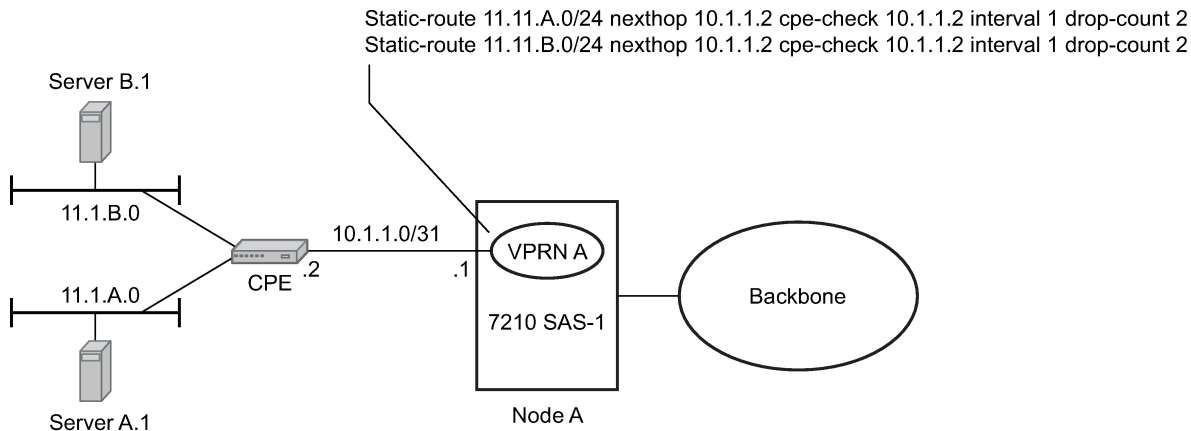 Static-route 11.11.A.0/24 nexthop 10.1.1.2 cpe-check 10.1.1.2 interval 1 drop-count 2
Static-route 11.11.B.0/24 nexthop 10.1.1.2 cpe-check 10.1.1.2 interval 1 drop-count 2
Server B.1
11.1.B.0
10.1.1.0/31
VPRN A
.2
.1
CPE
11.1.A.0
Backbone
7210 SAS-1
Server A.1
Node A